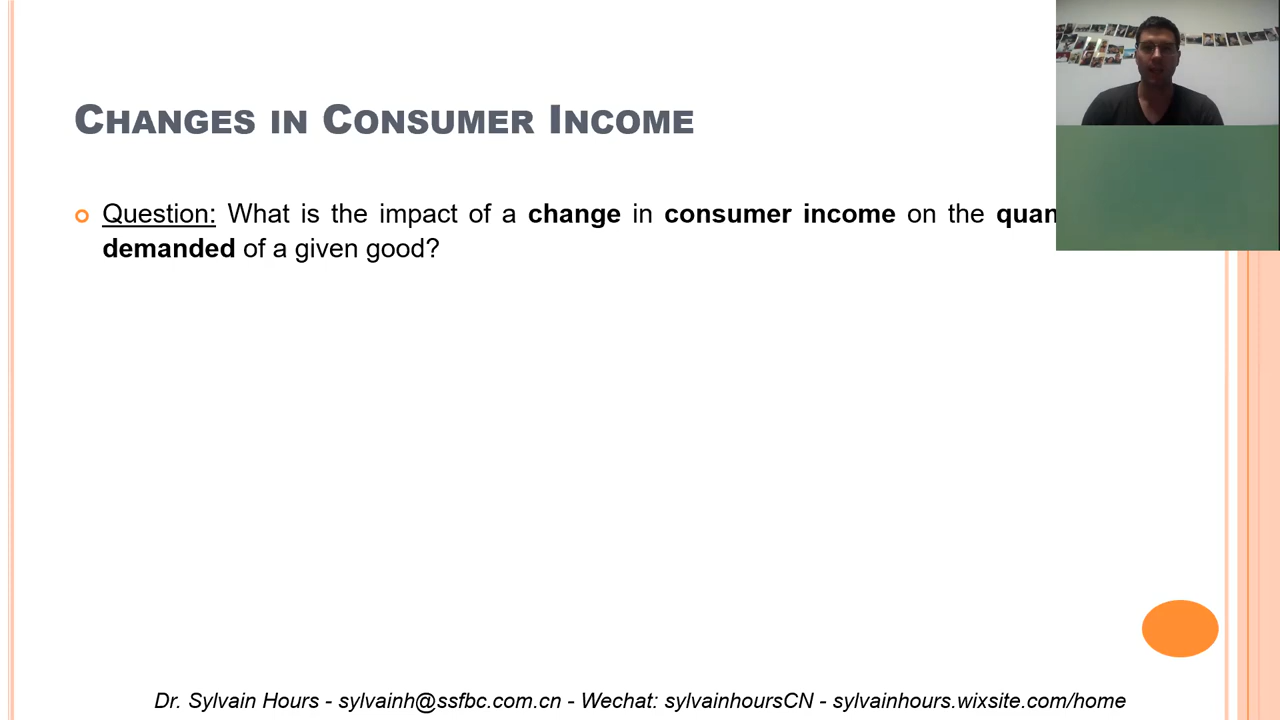 CHANGES IN CONSUMER INCOME
Question: What is the impact of a change in consumer income on the
demanded of a given good?
Dr. Sylvain Hours - sylvainh@ssfbc.com.cn - Wechat: sylvainhoursCN - sylvainhours.wixsite.com/home